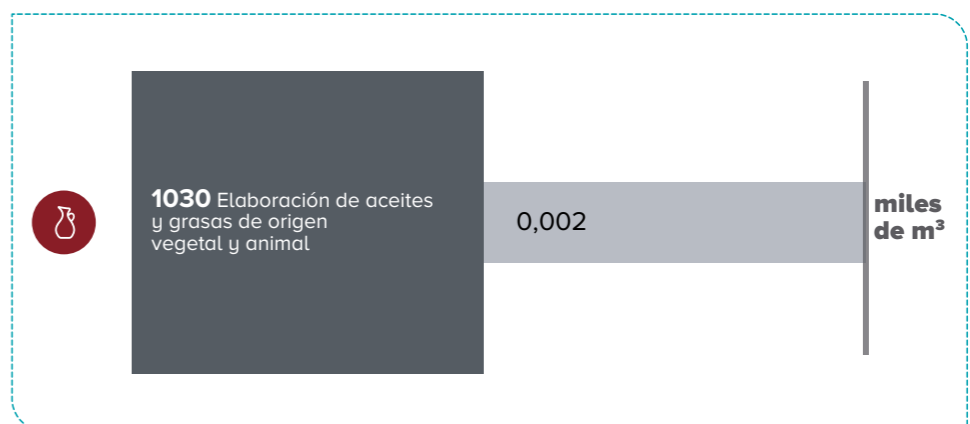 1030 Elaboración de aceites
y grasas de origen
vegetal y animal
0,002
miles
de m³